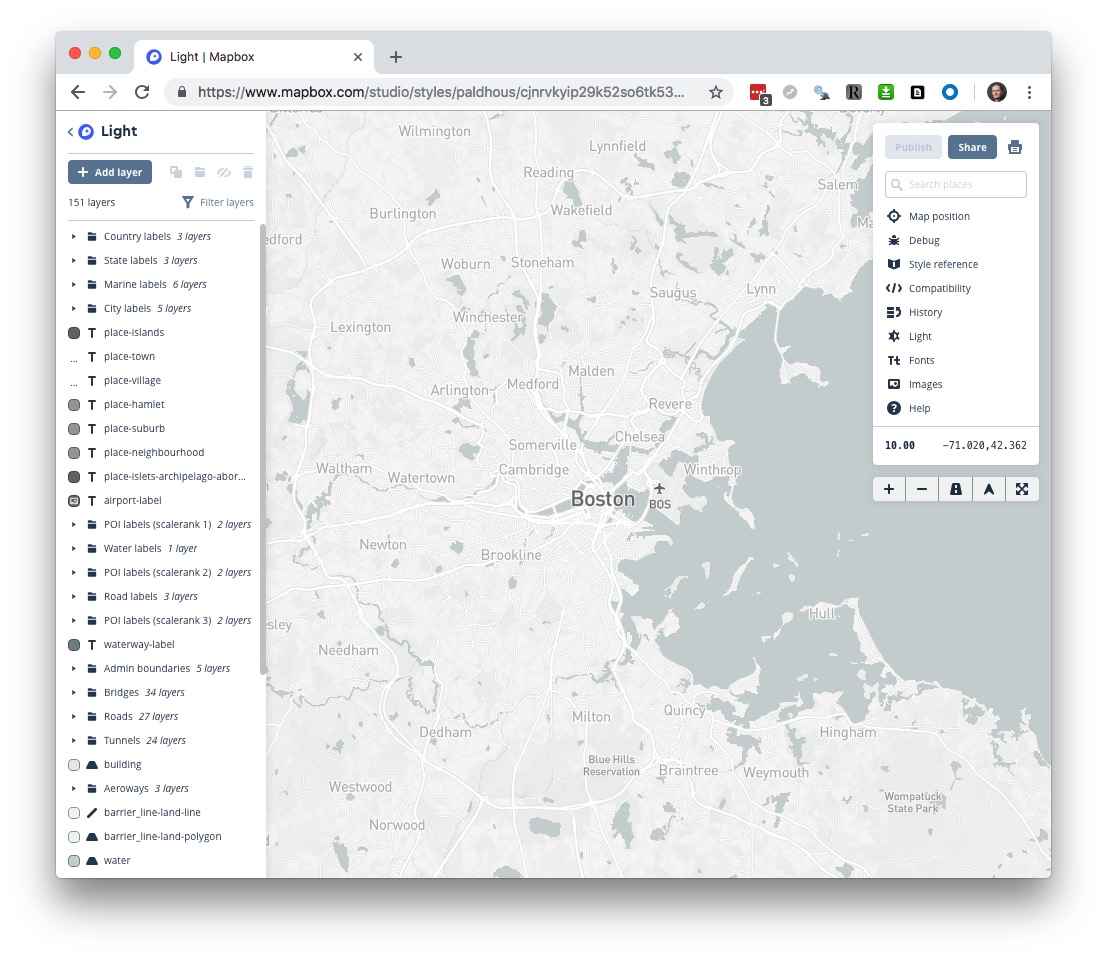 Light | Mapbox
https://www.mapbox.com/studio/styles/paldhous/cjnrvkyip29k52so6tk53...
3
Light
Add layer
151 layers
Filter layers
Country labels 3 layers
State labels 3 layers
Marine labels 6 layers
City labels 5 layers
place-islands
... place-town
... place-village
place-hamlet
place-suburb
place-neighbourhood
place-islets-archipelago-abor...
airport-label
POI labels (scalerank 1) 2 layers
Water labels 1 layer
POI labels (scalerank 2) 2 layers
Road labels 3 layers
POI labels (scalerank 3) 2 layers
waterway-label
Admin boundaries 5 layers
Bridges 34 layers
Roads 27 layers
Tunnels 24 layers
building
Aeroways 3 layers
barrier_line-land-line
barrier_line-land-polygon
water
Wilmington
Lynnfield
Reading
Salem
Burlington
Wakefield
edford
Woburn
Stoneham
Saugus
Lynn
Winchester
Lexington
Malden
Medford
Arlington
Revere
Chelsea
Somerville
Cambridge
Waltham
Watertown
Winthrop
Boston
BOS
Newton
Brookline
Hull
sley
Needham
Quincy
Milton
Dedham
Hingham
Blue Hills
Reservation
Braintree
Weymouth
Westwood
Wompatuck
State Park
Norwood
Publish
Share
Search places
Map position
Debug
Style reference
Compatibility
History
Light
Fonts
Images
Help
10.00
−71.020,42.362